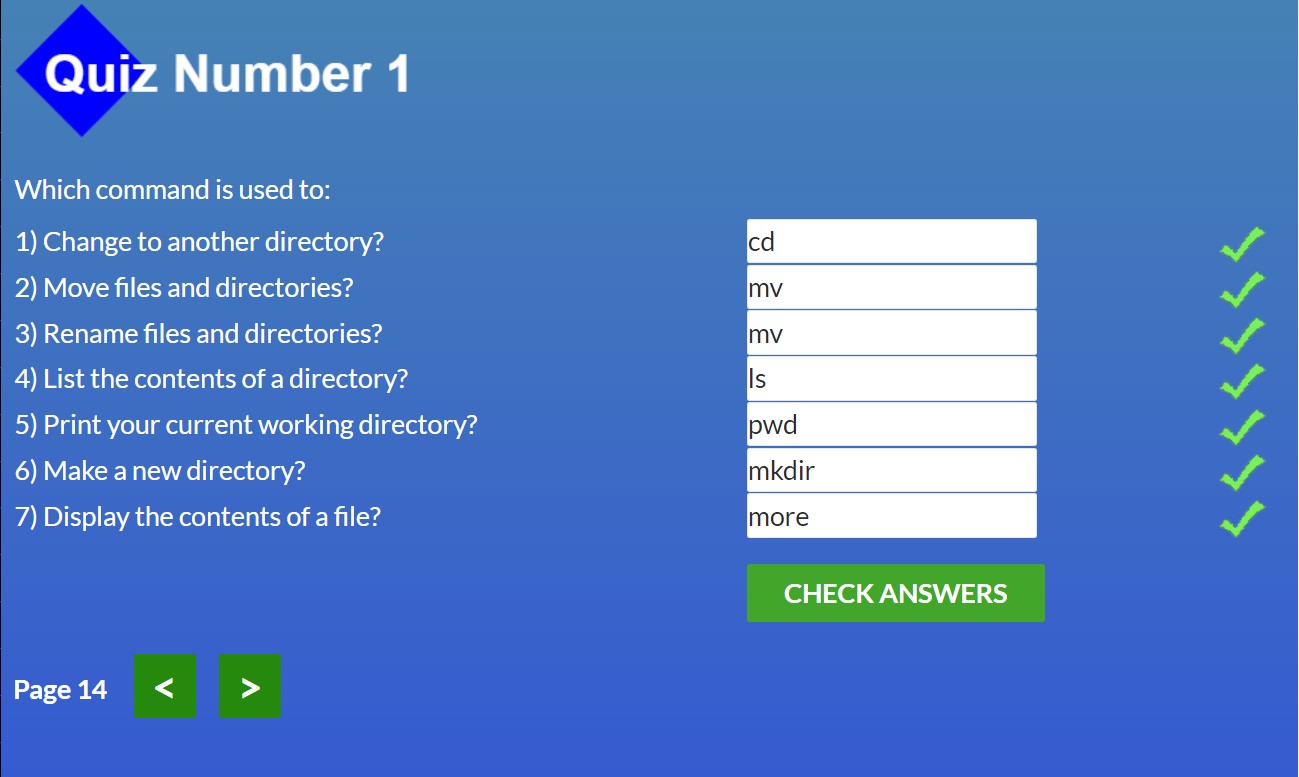 Quiz Number 1
Which command is used to:
1) Change to another directory? cd
2) Move files and directories? mv
3) Rename files and directories? mv
4) List the contents of a directory? ls
5) Print your current working directory? pwd
6) Make a new directory? mkdir
7) Display the contents of a file? more
CHECK ANSWERS
Page 14 < >